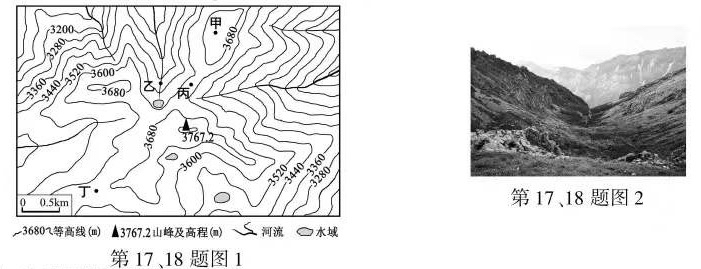 3200
3280
3360
3440
3520
3600
3680
甲
3680
乙
丙
3767.2
3680
3600
丁
3520
3440
3360
3280
0 0.5km
3680 等高线(m) ▲3767.2山峰及高程(m) 河流 水域
第17、18题图1
第17、18题图2